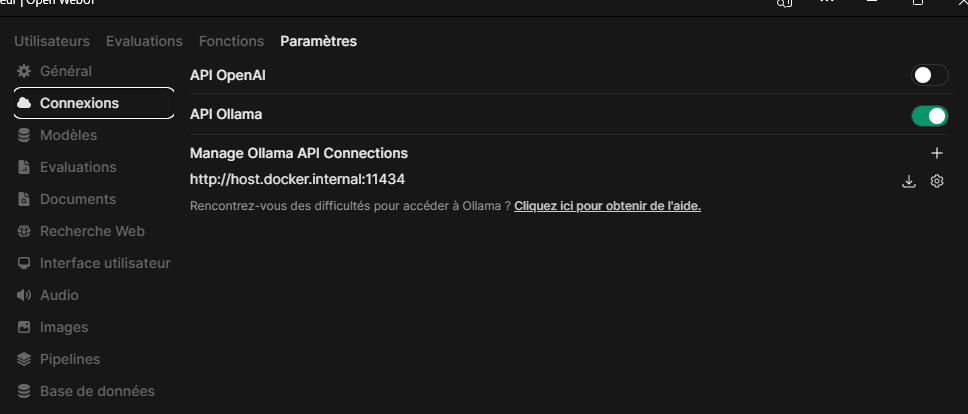 eur | Open WebUI
Utilisateurs Evaluations Fonctions Paramètres
Général
Connexions
Modèles
Evaluations
Documents
Recherche Web
Interface utilisateur
Audio
Images
Pipelines
Base de données
API OpenAI
API Ollama
Manage Ollama API Connections
http://host.docker.internal:11434
Rencontrez-vous des difficultés pour accéder à Ollama ? Cliquez ici pour obtenir de l'aide.